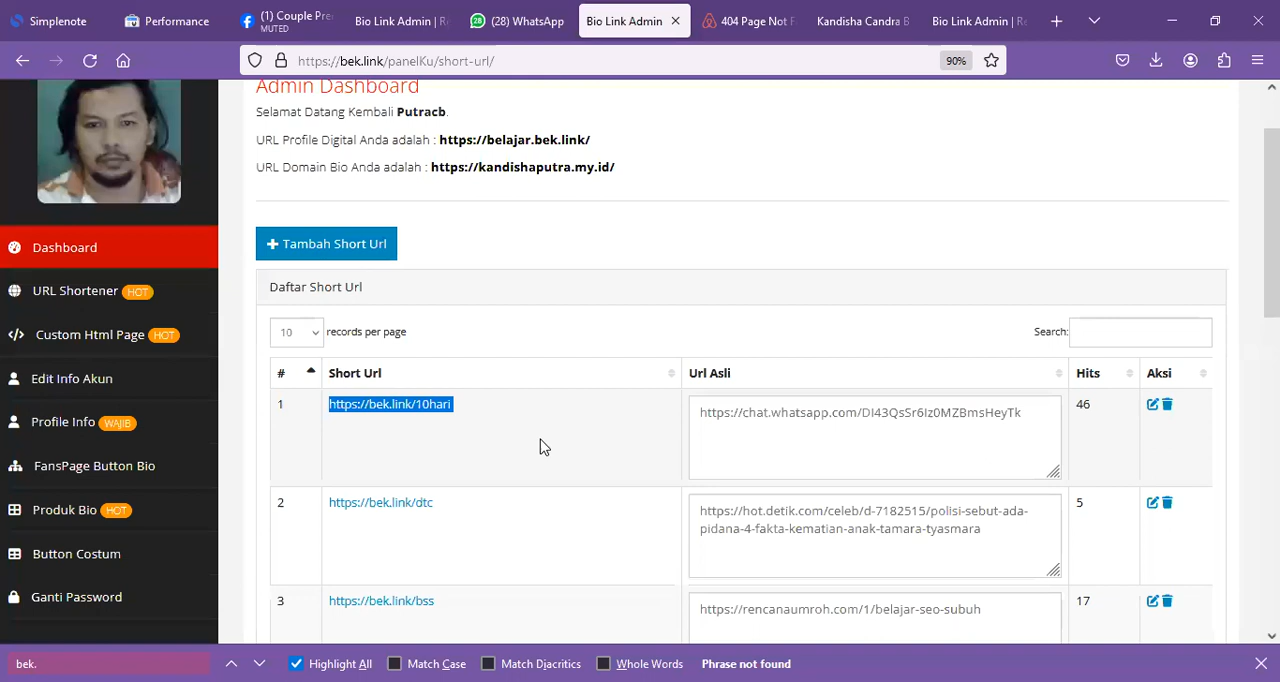 Simplenote
Performance
(1) Couple Pre
MUTED
Bio Link Admin | Re
(28) WhatsApp
Bio Link Admin
404 Page Not F
Kandisha Candra B
Bio Link Admin | Re
https://bek.link/panelKu/short-url/
90%
Admin Dashboard
Selamat Datang Kembali Putracb.
URL Profile Digital Anda adalah : https://belajar.bek.link/
URL Domain Bio Anda adalah : https://kandishaputra.my.id/
Dashboard
URL Shortener HOT
Custom Html Page HOT
Edit Info Akun
Profile Info WAJIB
FansPage Button Bio
Produk Bio HOT
Button Costum
Ganti Password
Tambah Short Url
Daftar Short Url
10 records per page
Search:
# Short Url Url Asli Hits Aksi
1 https://bek.link/10hari https://chat.whatsapp.com/DI43QsSr6Iz0MZBmsHeyTk 46
2 https://bek.link/dtc https://hot.detik.com/celeb/d-7182515/polisi-sebut-ada- 5
pidana-4-fakta-kematian-anak-tamara-tyasmara
3 https://bek.link/bss https://rencanaumroh.com/1/belajar-seo-subuh 17
bek.
Highlight All
Match Case
Match Diacritics
Whole Words
Phrase not found